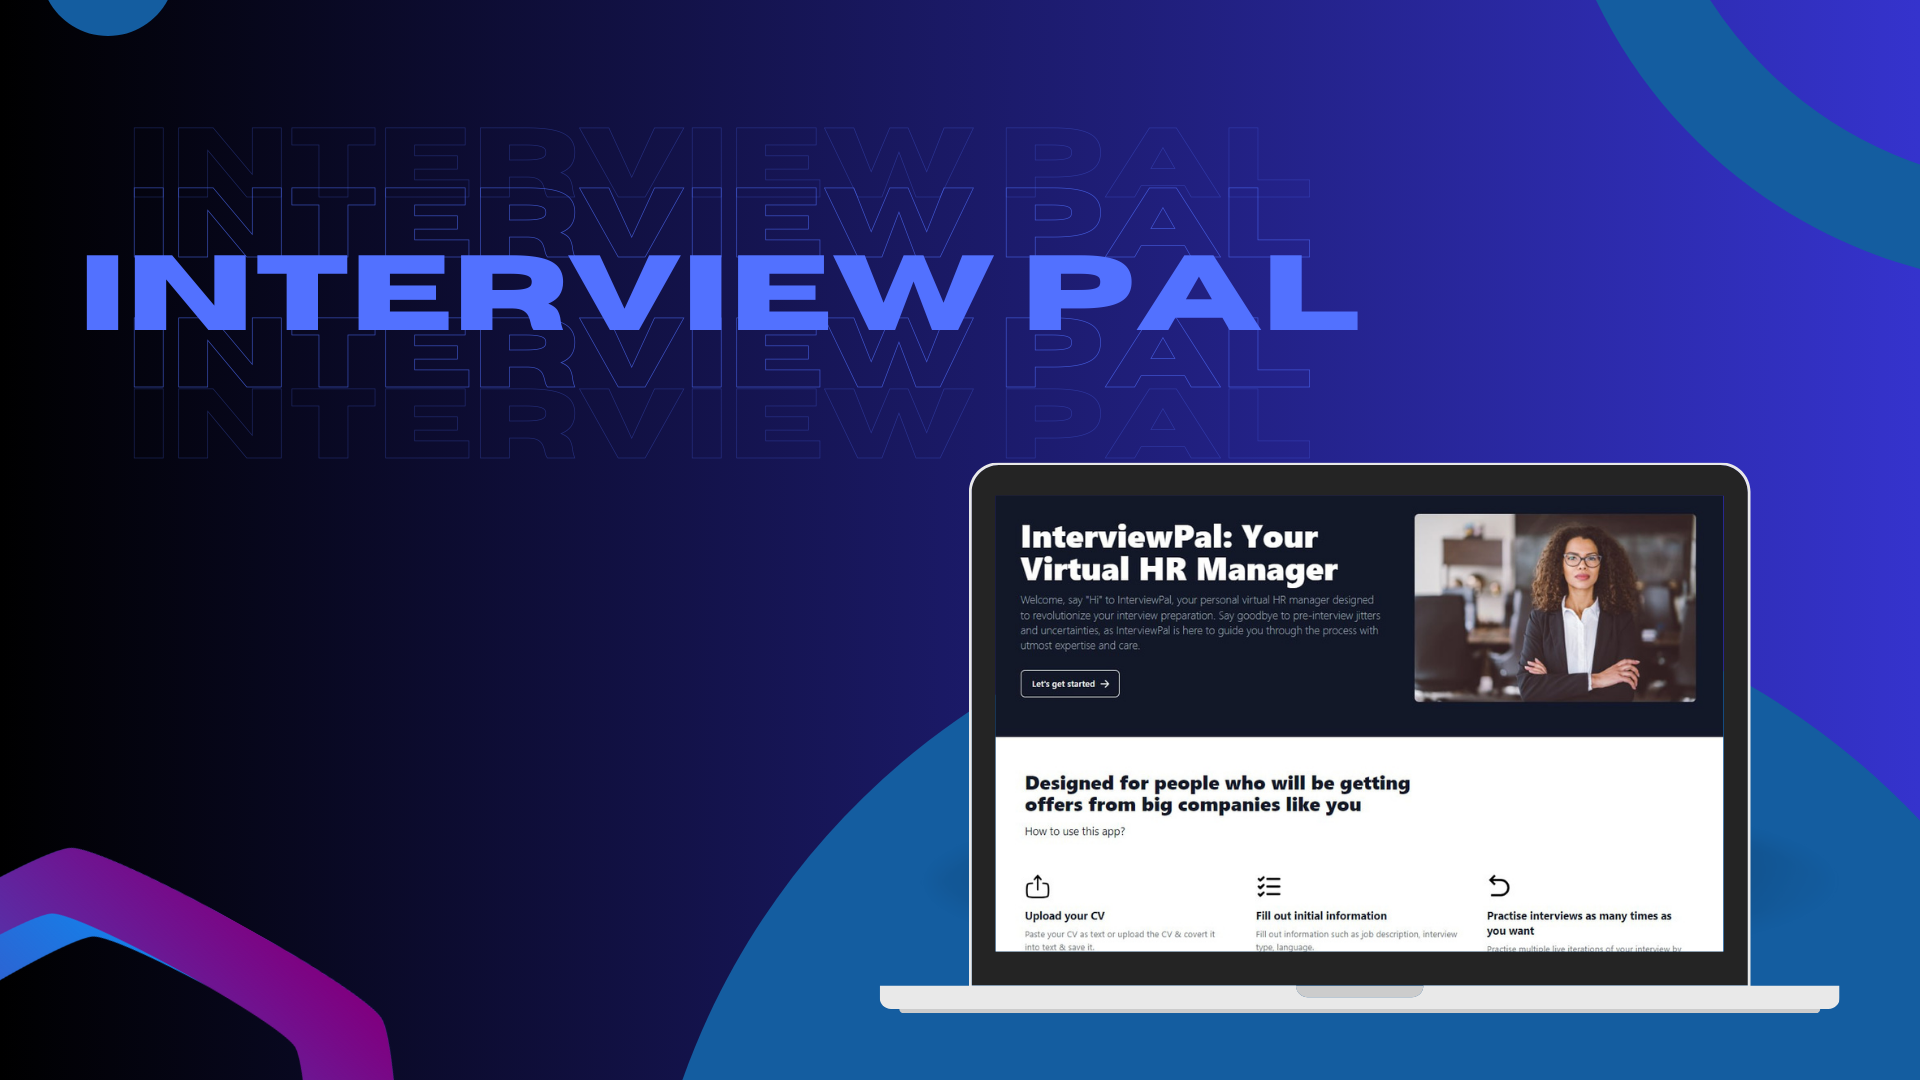 INTERVIEW PAL
INTERVIEW PAL
INTERVIEW PAL
INTERVIEW PAL
INTERVIEW PAL
InterviewPal: Your
Virtual HR Manager
Welcome, say "Hi" to InterviewPal, your personal virtual HR manager designed
to revolutionize your interview preparation. Say goodbye to pre-interview jitters
and uncertainties, as InterviewPal is here to guide you through the process with
utmost expertise and care.
Let's get started →
Designed for people who will be getting
offers from big companies like you
How to use this app?
Upload your CV
Paste your CV as text or upload the CV & covert it
into text & save it.
Fill out initial information
Fill out information such as job description, interview
type, language.
Practise interviews as many times as
you want
Practise multiple live iterations of your interview by